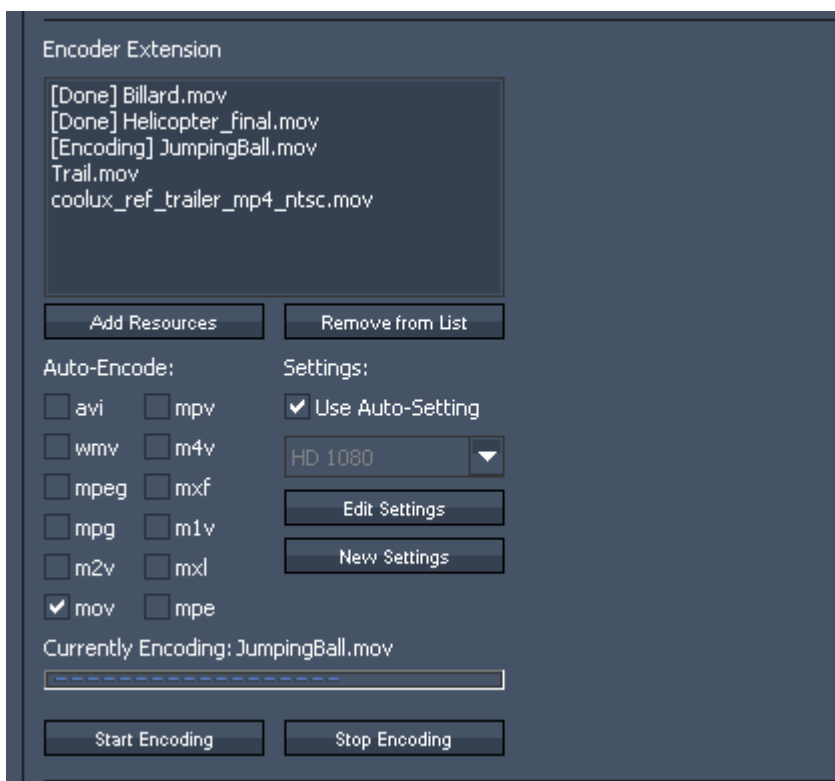 Encoder Extension
[Done] Billard.mov
[Done] Helicopter_final.mov
[Encoding] JumpingBall.mov
Trail.mov
coolux_ref_trailer_mp4_ntsc.mov
Add Resources
Remove from List
Auto-Encode:
Settings:
avi
mpv
Use Auto-Setting
wmv
m4v
HD 1080
mpeg
mxf
Edit Settings
mpg
m1v
New Settings
m2v
mxl
mov
mpe
Currently Encoding: JumpingBall.mov
Start Encoding
Stop Encoding